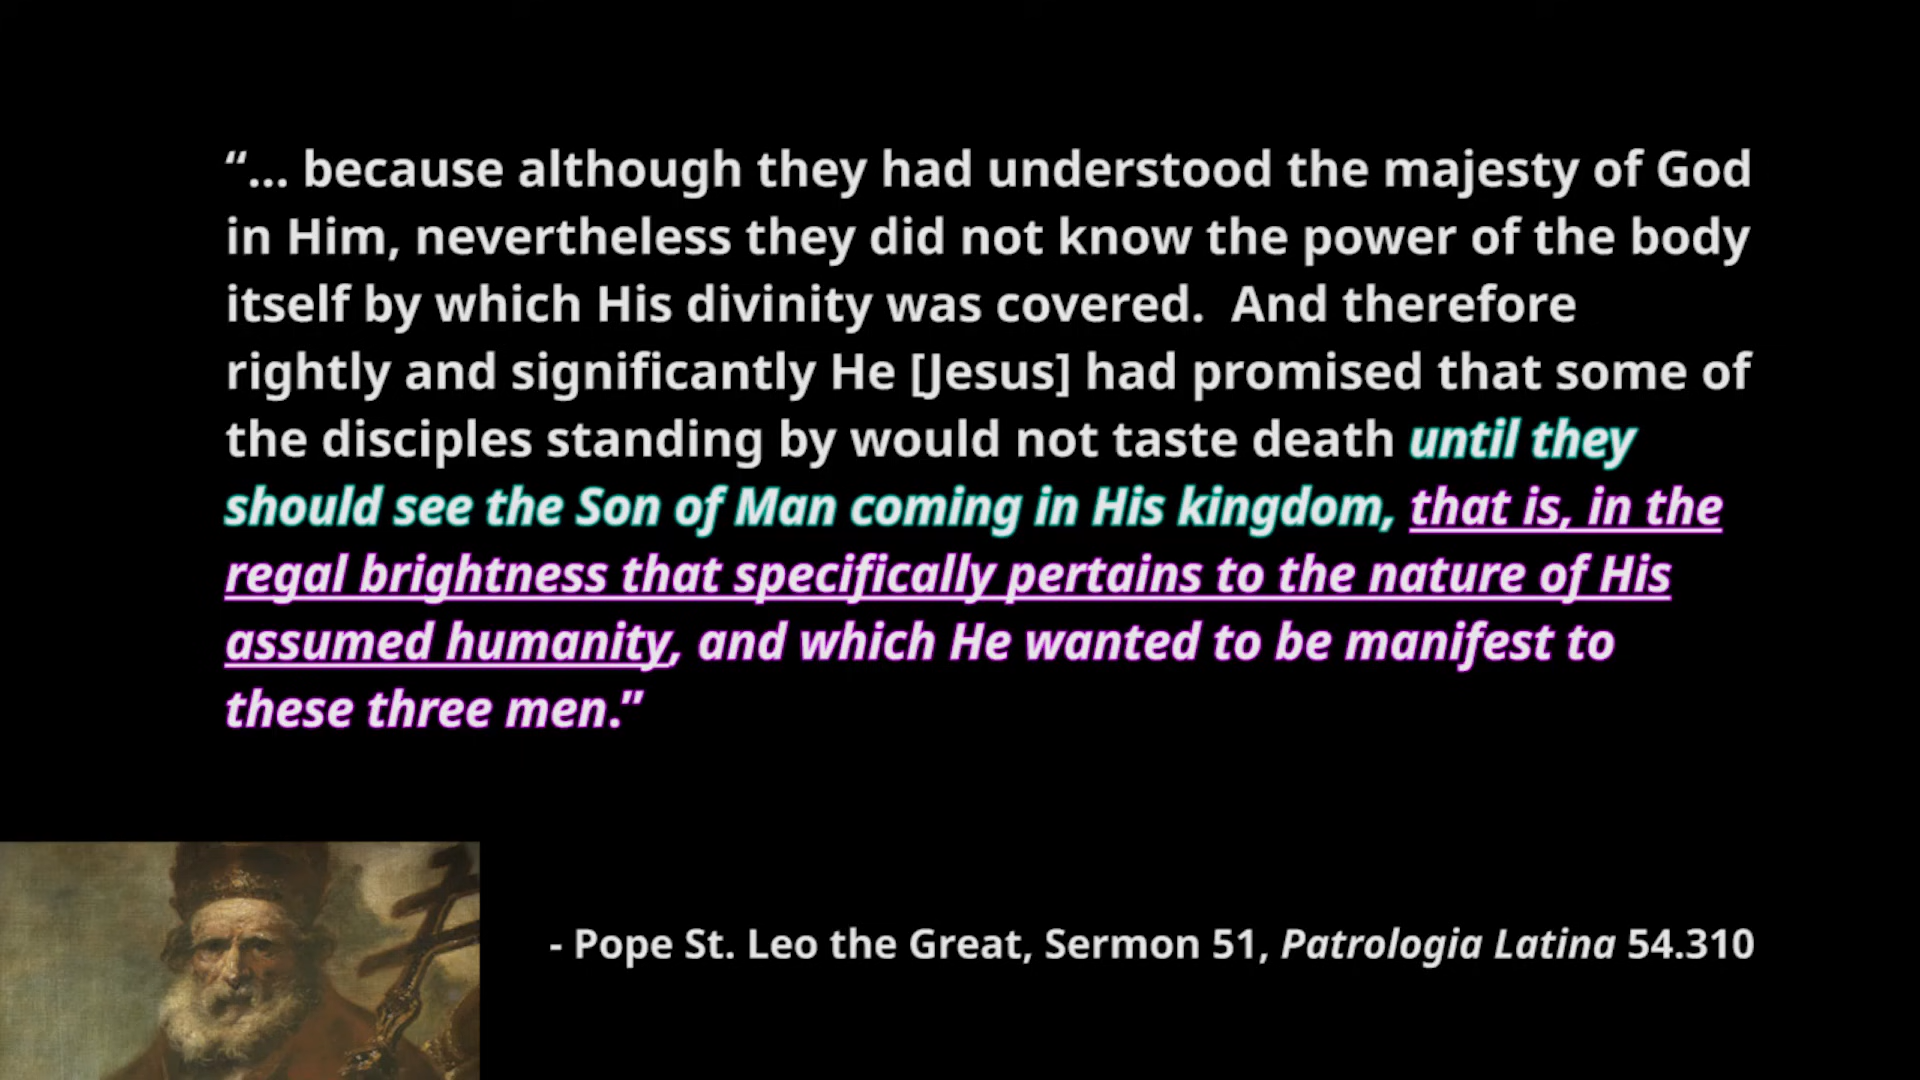 “... because although they had understood the majesty of God
in Him, nevertheless they did not know the power of the body
itself by which His divinity was covered.  And therefore
rightly and significantly He [Jesus] had promised that some of
the disciples standing by would not taste death until they
should see the Son of Man coming in His kingdom, that is, in the
regal brightness that specifically pertains to the nature of His
assumed humanity, and which He wanted to be manifest to
these three men.”
- Pope St. Leo the Great, Sermon 51, Patrologia Latina 54.310